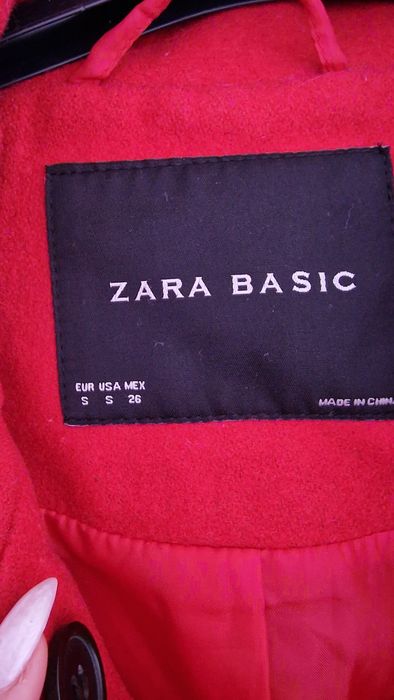 ZARA BASIC
EUR USA MEX
S S 26
MADE IN CHINA